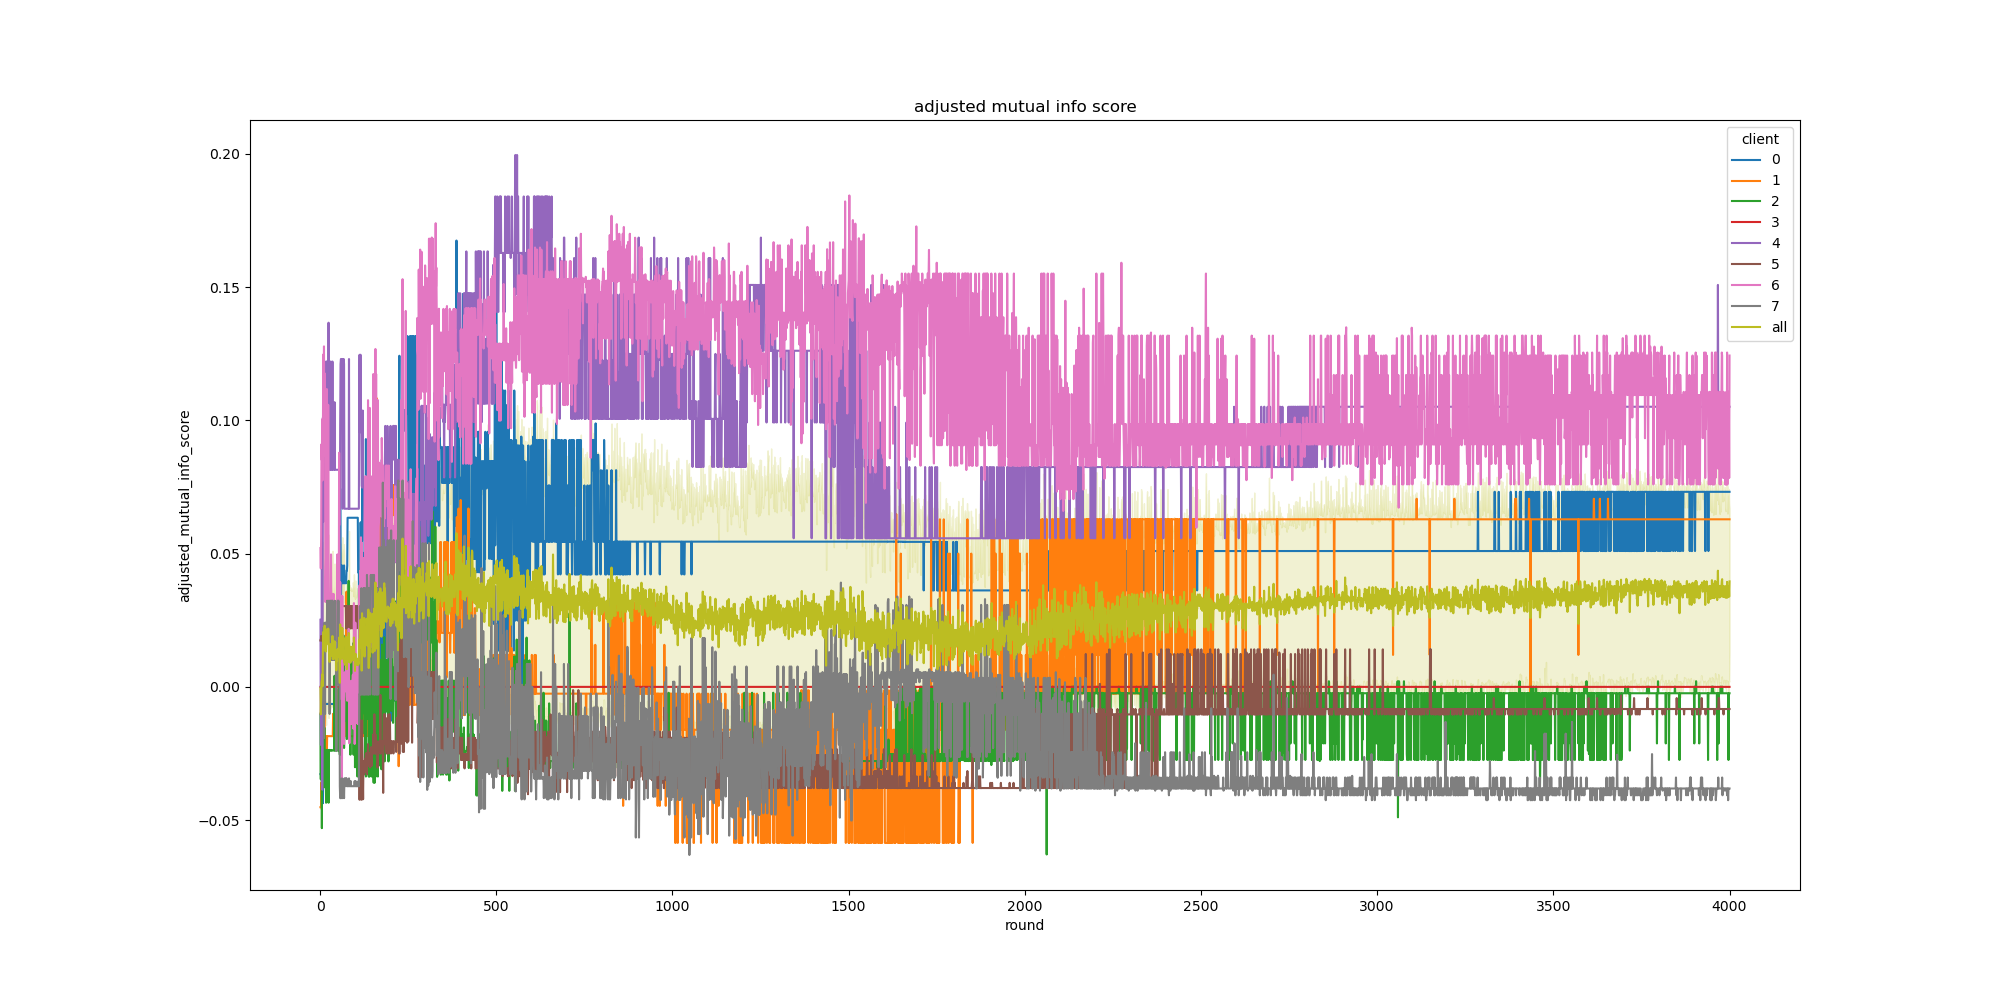 adjusted mutual info score
client
0
1
2
3
4
5
6
7
all
adjusted_mutual_info_score
0.20
0.15
0.10
0.05
0.00
−0.05
0 500 1000 1500 2000 2500 3000 3500 4000
round